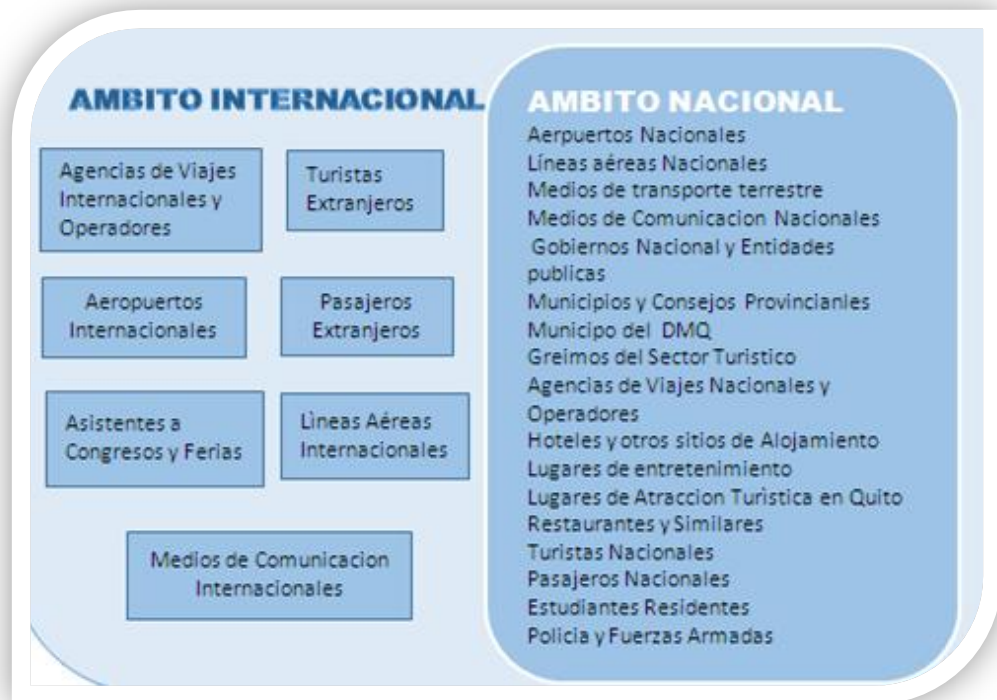 AMBITO INTERNACIONAL
Agencias de Viajes
Internacionales y
Operadores
Turistas
Extranjeros
Aeropuertos
Internacionales
Pasajeros
Extranjeros
Asistentes a
Congresos y Ferias
Lìneas Aéreas
Internacionales
Medios de Comunicacion
Internacionales
AMBITO NACIONAL
Aerpuertos Nacionales
Líneas aéreas Nacionales
Medios de transporte terrestre
Medios de Comunicacion Nacionales
Gobiernos Nacional y Entidades
publicas
Municipios y Consejos Provincianles
Municipo del DMQ
Greimos del Sector Turistico
Agencias de Viajes Nacionales y
Operadores
Hoteles y otros sitios de Alojamiento
Lugares de entretenimiento
Lugares de Atraccion Turìstica en Quito
Restaurantes y Similares
Turistas Nacionales
Pasajeros Nacionales
Estudiantes Residentes
Policia y Fuerzas Armadas